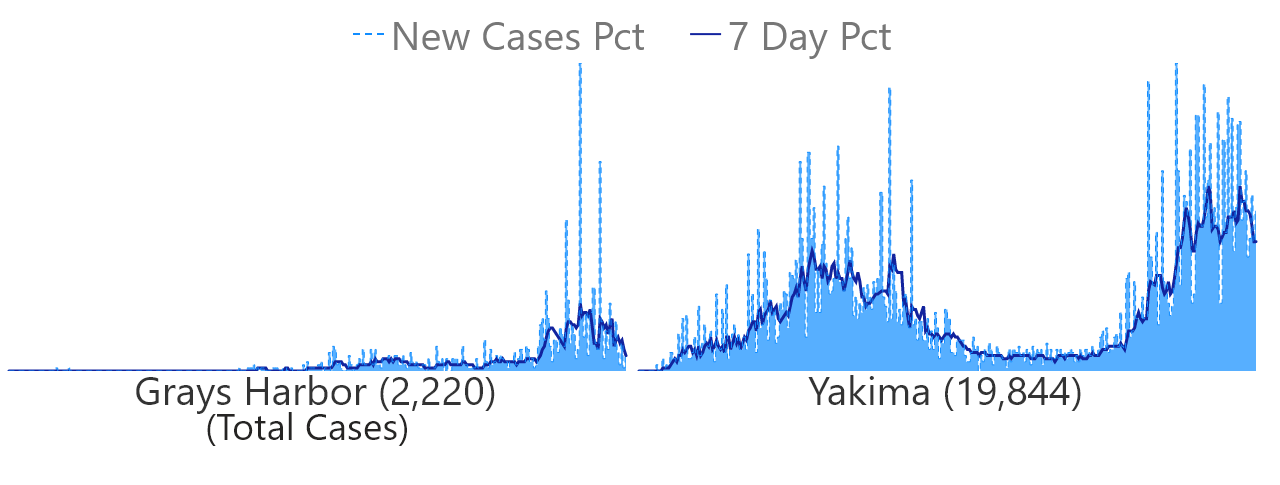 New Cases Pct 7 Day Pct
Grays Harbor (2,220)
(Total Cases)
Yakima (19,844)